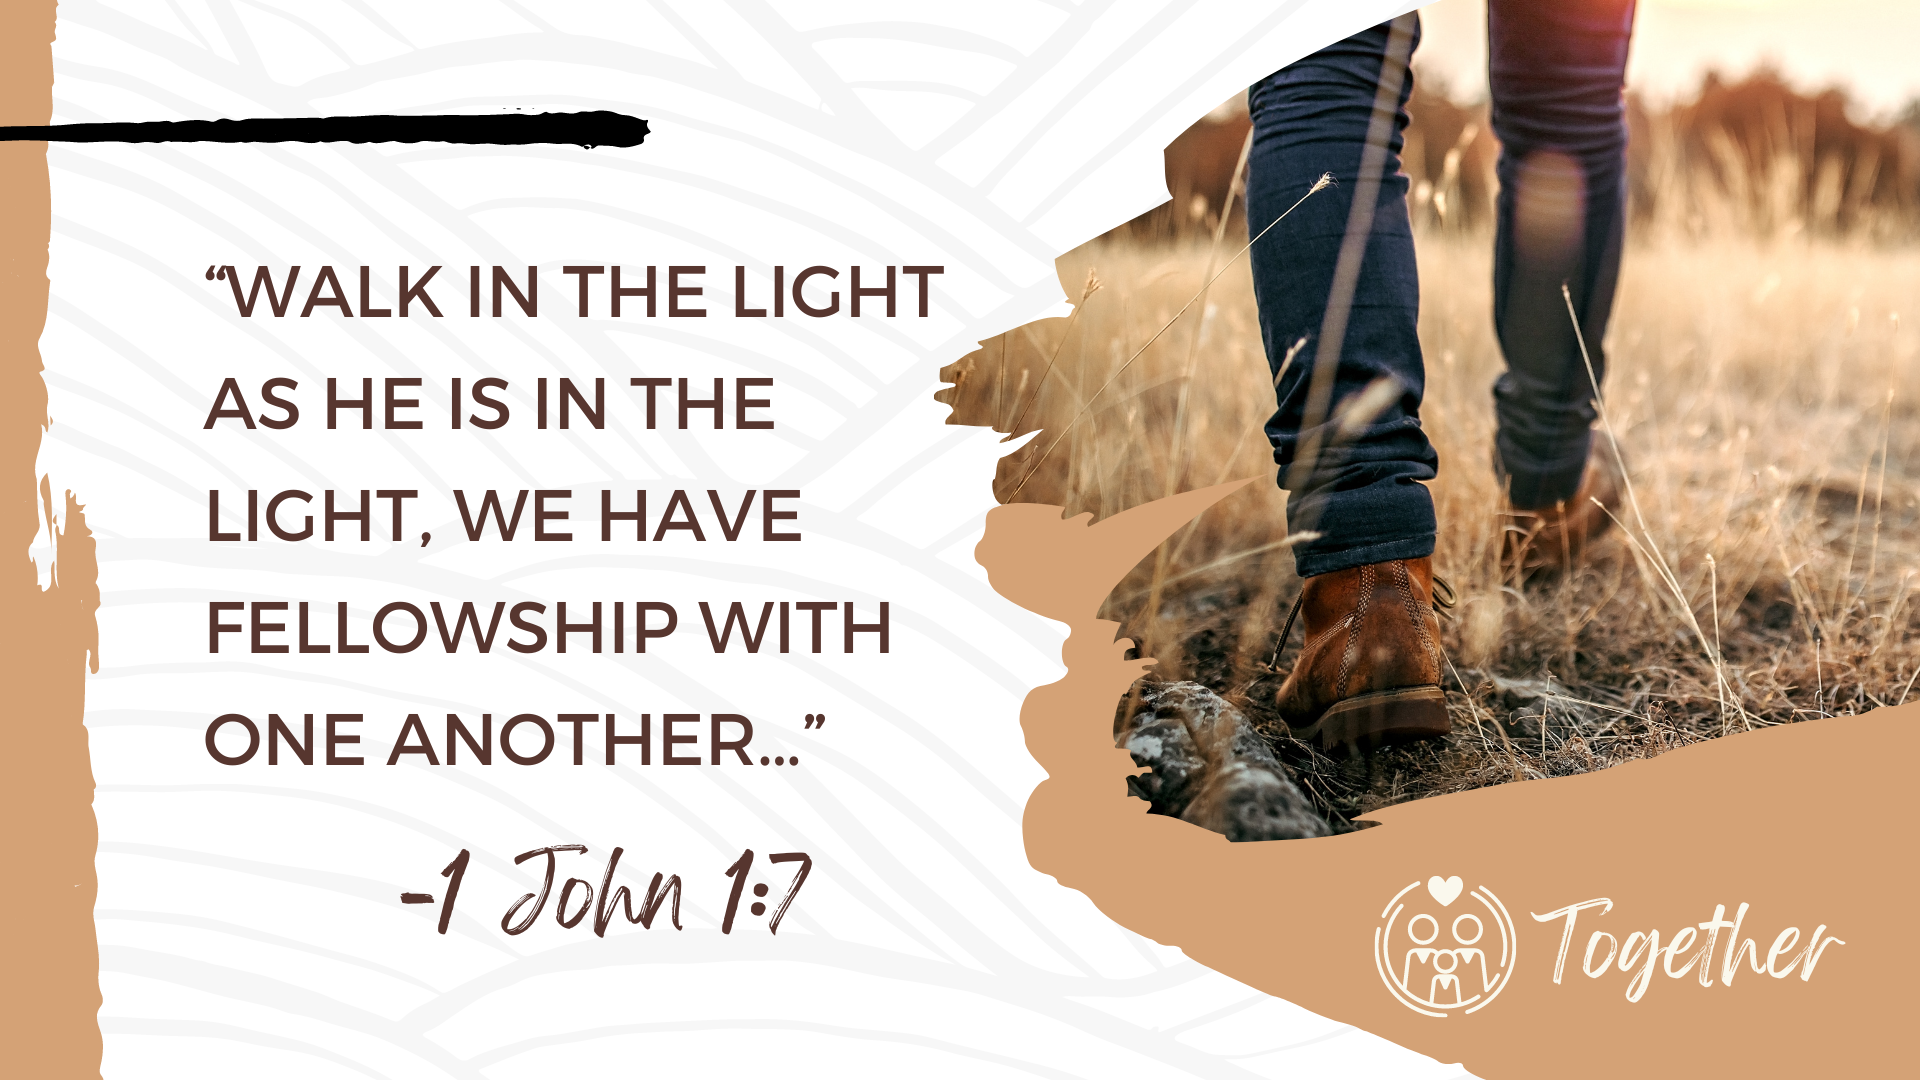 “WALK IN THE LIGHT
AS HE IS IN THE
LIGHT, WE HAVE
FELLOWSHIP WITH
ONE ANOTHER...”
-1 John 1:7
Together